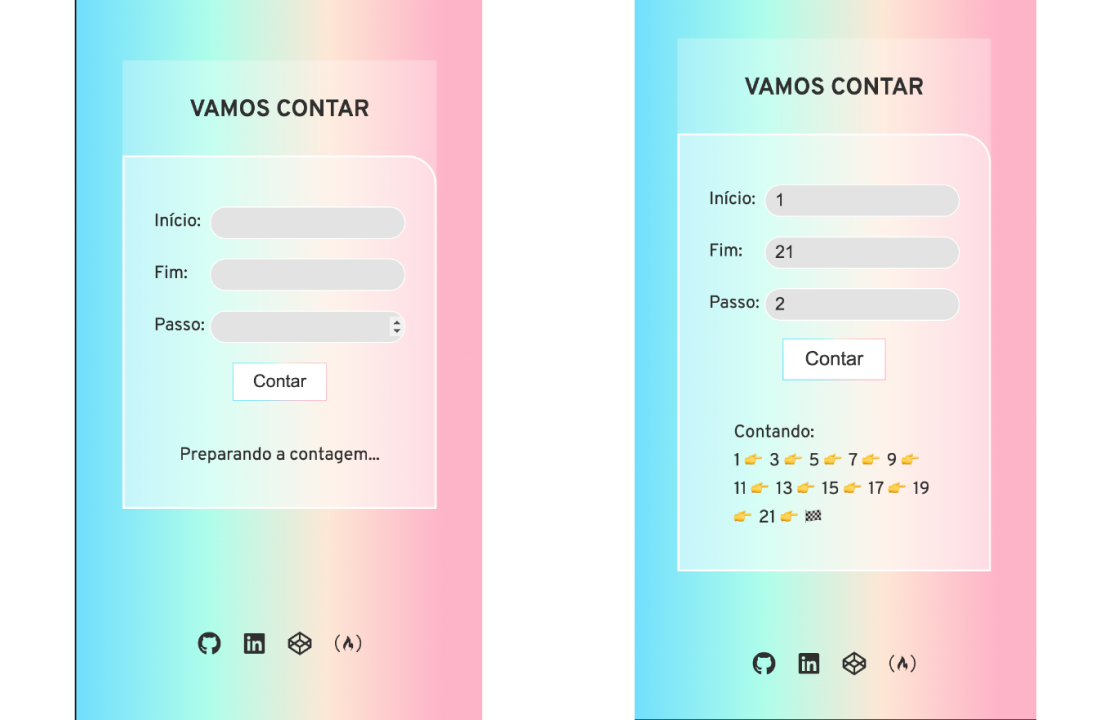 VAMOS CONTAR
Início:
Fim:
Passo:
Contar
Preparando a contagem...
VAMOS CONTAR
Início: 1
Fim: 21
Passo: 2
Contar
Contando:
1 👉 3 👉 5 👉 7 👉 9 👉
11 👉 13 👉 15 👉 17 👉 19
👉 21 👉 🏁